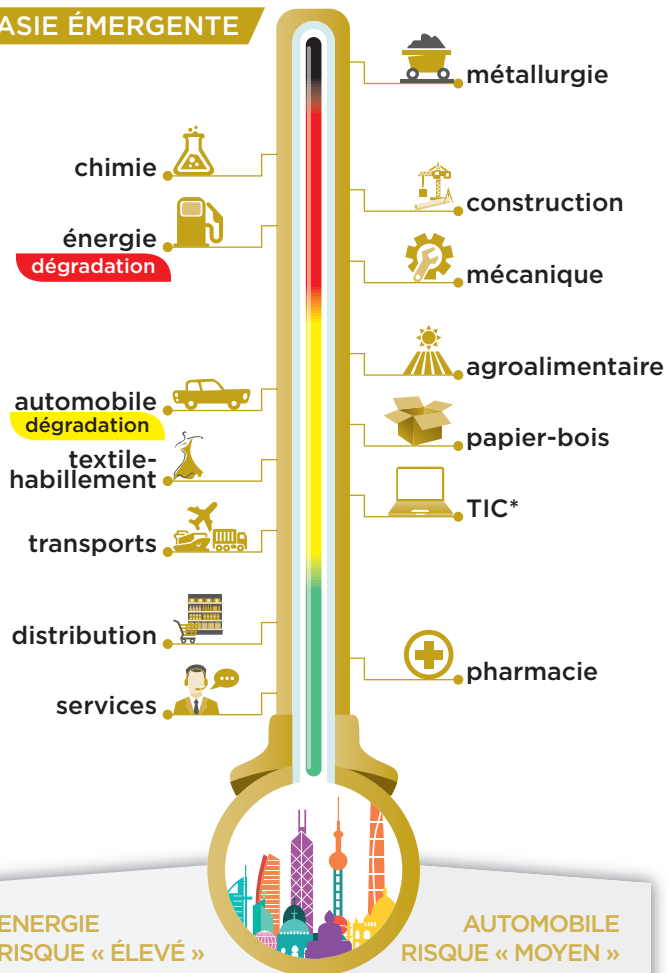 ASIE ÉMERGENTE
métallurgie
chimie
construction
énergie
dégradation
mécanique
agroalimentaire
automobile
dégradation
papier-bois
textile-
habillement
TIC*
transports
distribution
pharmacie
services
ENERGIE
RISQUE « ÉLEVÉ »
AUTOMOBILE
RISQUE « MOYEN »